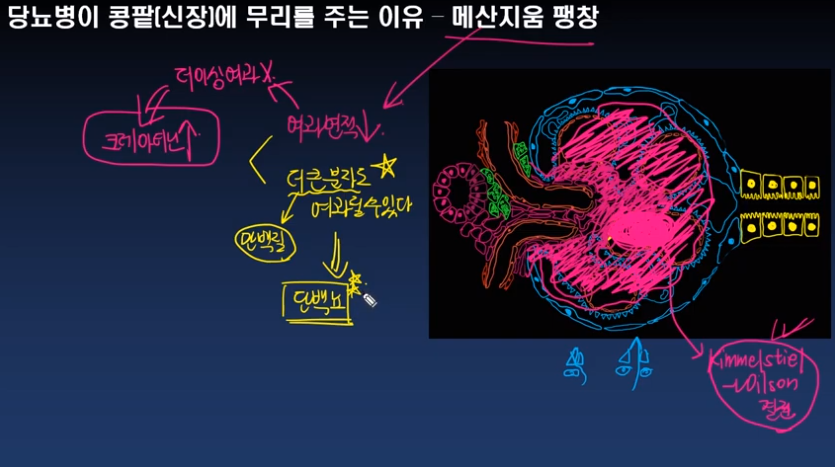 당뇨병이 콩팥(신장)에 무리를 주는 이유 – 메산지움 팽창
더이상 여과X.
크레아티닌↑
여과면적↓.
더 큰 분자도
여과될 수 있다
단백질
단백뇨
Kimmelstiel
-Wilson
결절